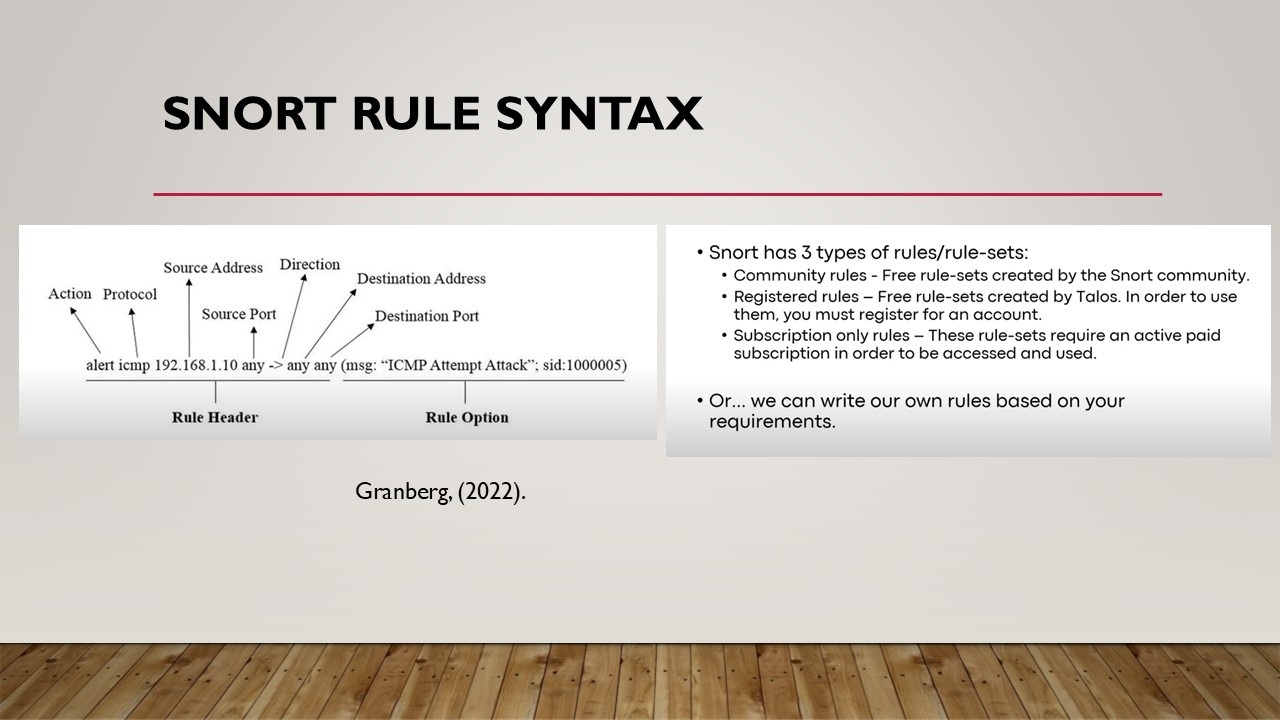 SNORT RULE SYNTAX
Source Address
Direction
Destination Address
Action
Protocol
Source Port
Destination Port
alert icmp 192.168.1.10 any -> any any (msg: “ICMP Attempt Attack”; sid:1000005)
Rule Header
Rule Option
• Snort has 3 types of rules/rule-sets:
• Community rules - Free rule-sets created by the Snort community.
• Registered rules – Free rule-sets created by Talos. In order to use
them, you must register for an account.
• Subscription only rules – These rule-sets require an active paid
subscription in order to be accessed and used.
• Or... we can write our own rules based on your
requirements.
Granberg, (2022).